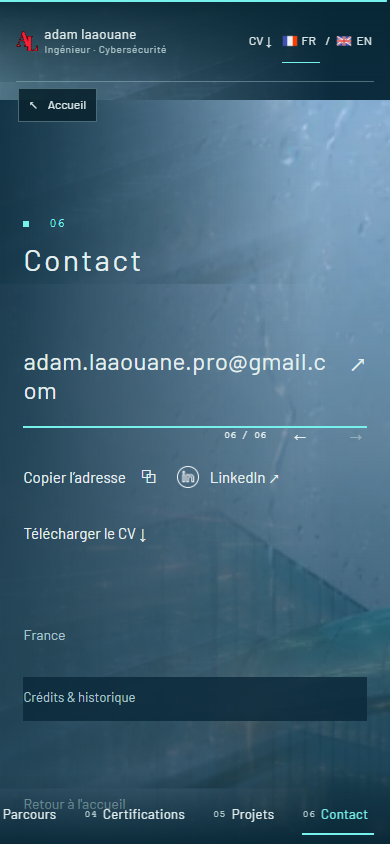 AL adam laaouane
Ingénieur · Cybersécurité
CV ↓ FR / EN
↖ Accueil
06
Contact
adam.laaouane.pro@gmail.c
om ↗
06 / 06 ← →
Copier l'adresse in LinkedIn ↗
Télécharger le CV ↓
France
Crédits & historique
Retour à l'accueil
Parcours 04 Certifications 05 Projets 06 Contact